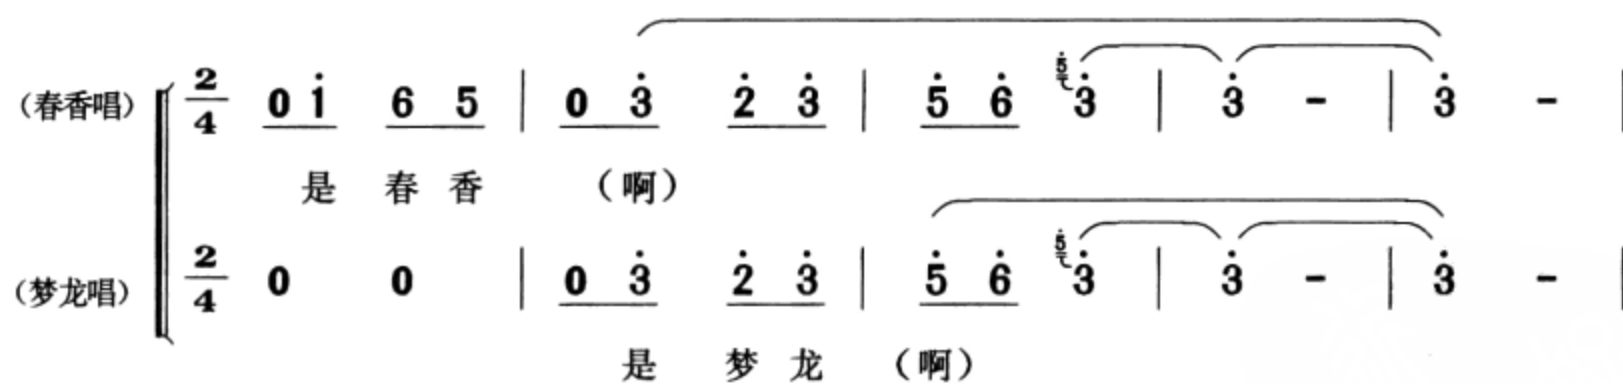 (春香唱) 2/4 0 i̇ 6 5 | 0 3̇ 2̇ 3̇ | 5̇ 6̇ 5̇ 3̇ | 3̇ - | 3̇ - |
是 春 香 (啊)
(梦龙唱) 2/4 0 0 | 0 3̇ 2̇ 3̇ | 5̇ 6̇ 5̇ 3̇ | 3̇ - | 3̇ - |
是 梦 龙 (啊)